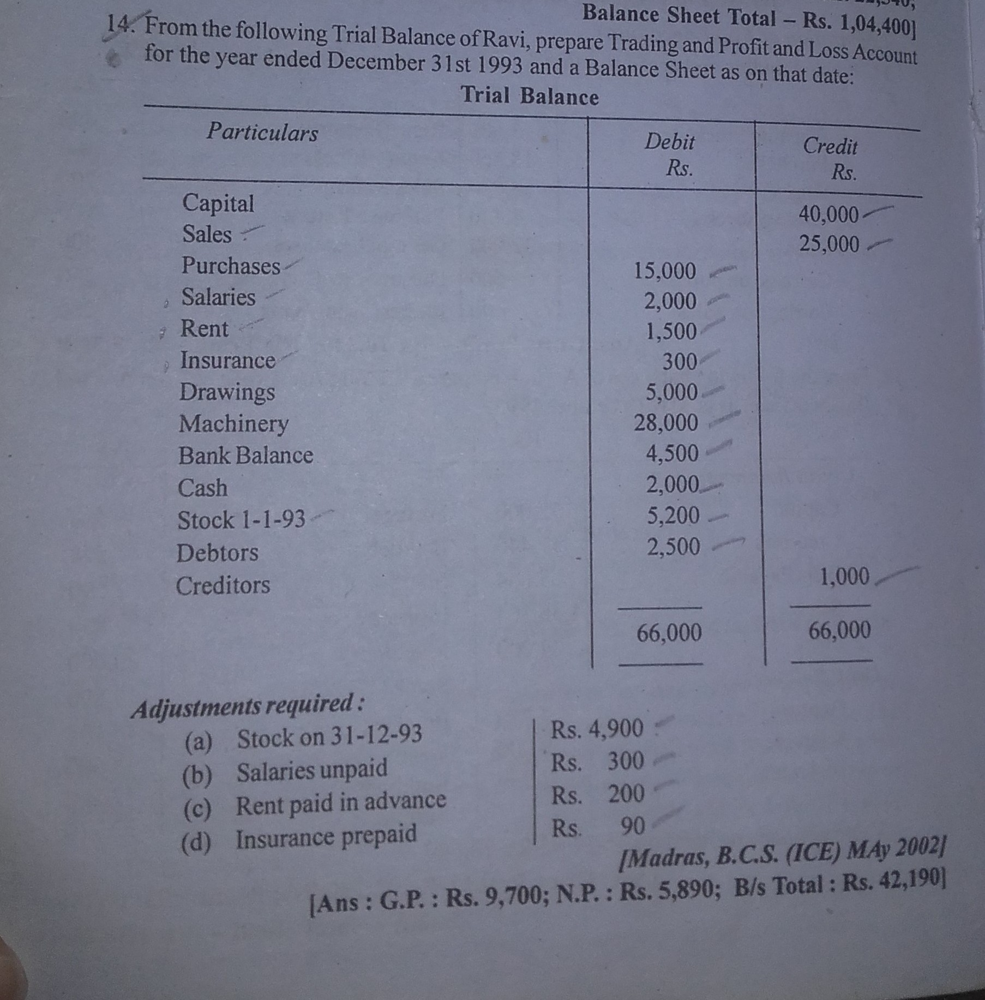 Balance Sheet Total – Rs. 1,04,400]
14. From the following Trial Balance of Ravi, prepare Trading and Profit and Loss Account
for the year ended December 31st 1993 and a Balance Sheet as on that date:
Trial Balance
Particulars Debit Rs. Credit Rs.
Capital 40,000
Sales 25,000
Purchases 15,000
Salaries 2,000
Rent 1,500
Insurance 300
Drawings 5,000
Machinery 28,000
Bank Balance 4,500
Cash 2,000
Stock 1-1-93 5,200
Debtors 2,500
Creditors 1,000
66,000 66,000
Adjustments required :
(a) Stock on 31-12-93 Rs. 4,900
(b) Salaries unpaid Rs. 300
(c) Rent paid in advance Rs. 200
(d) Insurance prepaid Rs. 90
[Madras, B.C.S. (ICE) MAy 2002]
[Ans : G.P. : Rs. 9,700; N.P. : Rs. 5,890; B/s Total : Rs. 42,190]